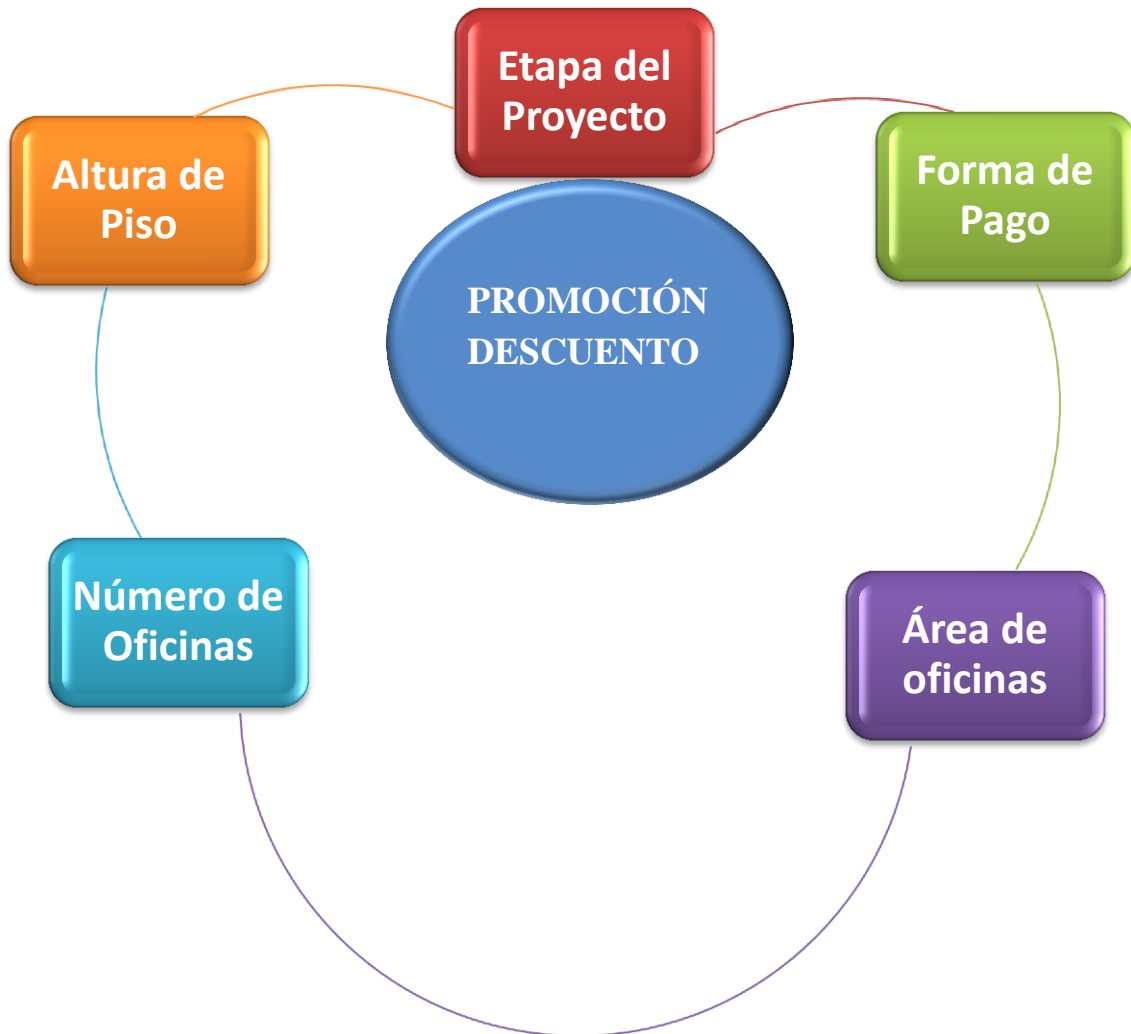 Etapa del
Proyecto
Altura de
Piso
Forma de
Pago
PROMOCIÓN
DESCUENTO
Número de
Oficinas
Área de
oficinas